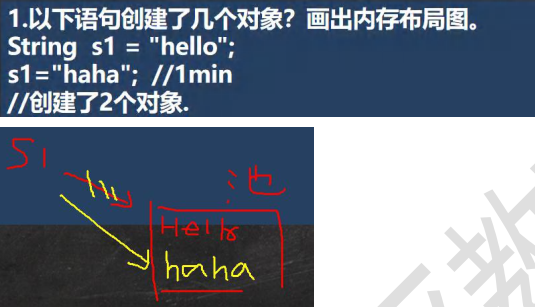 1.以下语句创建了几个对象？画出内存布局图。
String s1 = "hello";
s1="haha"; //1min
//创建了2个对象.
S1
池
Hello
haha